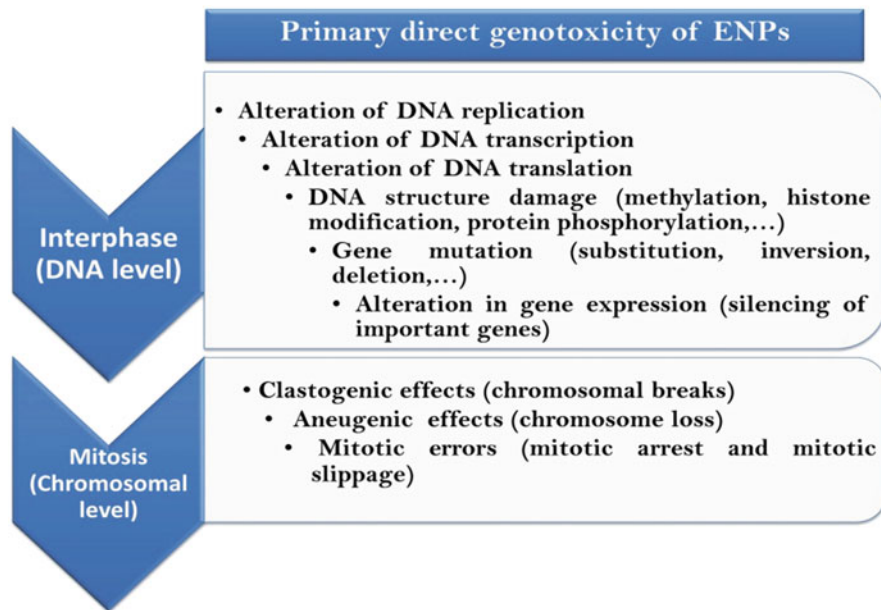 Primary direct genotoxicity of ENPs
Interphase
(DNA level)
• Alteration of DNA replication
• Alteration of DNA transcription
• Alteration of DNA translation
• DNA structure damage (methylation, histone
modification, protein phosphorylation,…)
• Gene mutation (substitution, inversion,
deletion,…)
• Alteration in gene expression (silencing of
important genes)
Mitosis
(Chromosomal
level)
• Clastogenic effects (chromosomal breaks)
• Aneugenic effects (chromosome loss)
• Mitotic errors (mitotic arrest and mitotic
slippage)